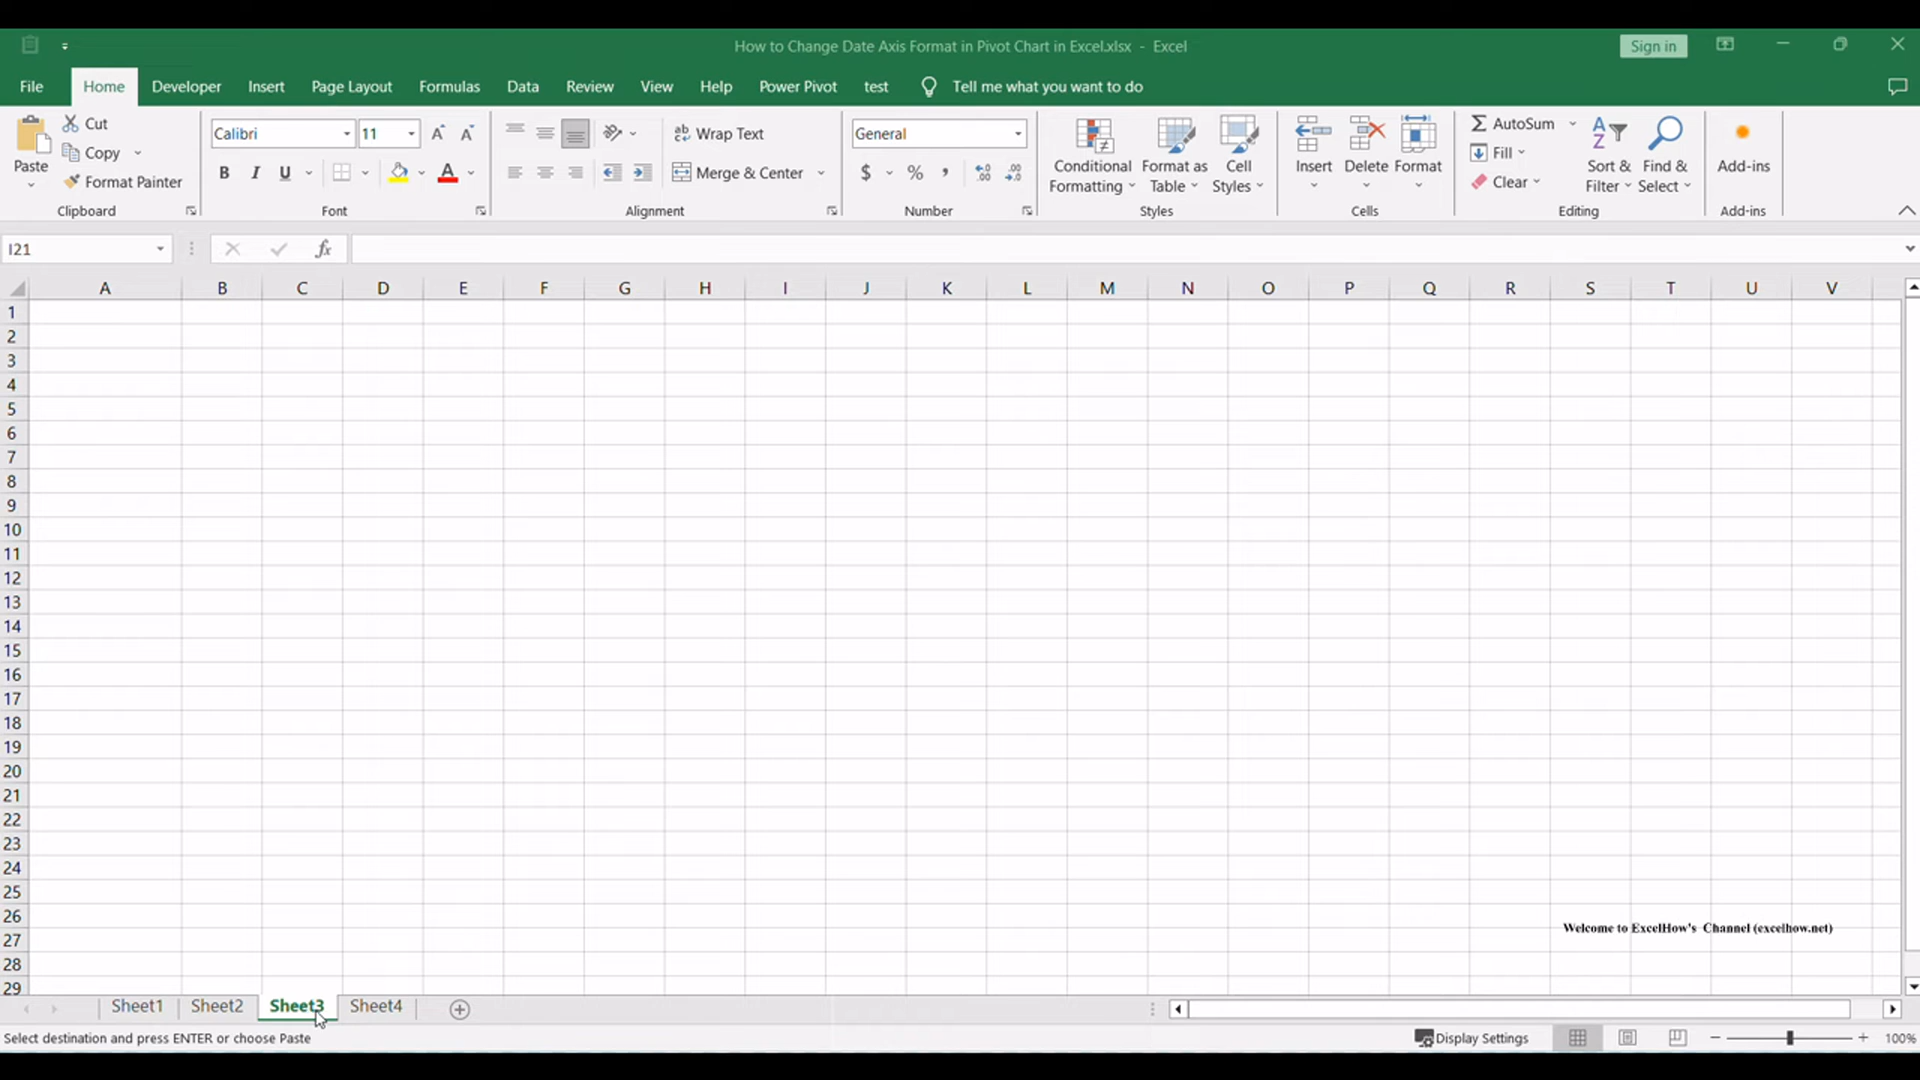 How to Change Date Axis Format in Pivot Chart in Excel.xlsx - Excel
Sign in
File Home Developer Insert Page Layout Formulas Data Review View Help Power Pivot test Tell me what you want to do
Paste
Cut
Copy
Format Painter
Clipboard
Calibri 11
B I U A
Font
ab Wrap Text
Merge & Center
Alignment
General
$ % ,
Number
Conditional Formatting
Format as Table
Cell Styles
Styles
Insert Delete Format
Cells
AutoSum
Fill
Clear
Sort & Filter
Find & Select
Editing
Add-ins
Add-ins
I21
fx
A B C D E F G H I J K L M N O P Q R S T U V
1
2
3
4
5
6
7
8
9
10
11
12
13
14
15
16
17
18
19
20
21
22
23
24
25
26
27
28
29
Welcome to ExcelHow's Channel (excelhow.net)
Sheet1 Sheet2 Sheet3 Sheet4
Select destination and press ENTER or choose Paste
Display Settings
100%